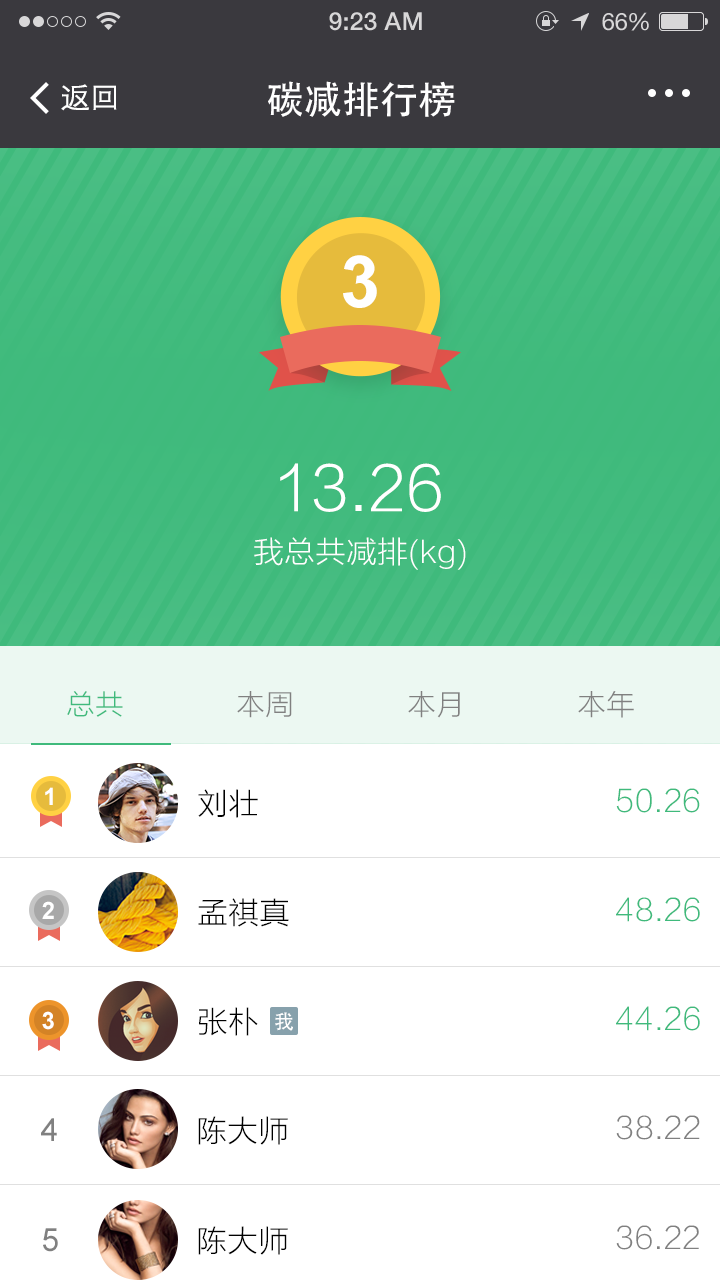 9:23 AM 66%
返回 碳减排行榜
3
13.26
我总共减排(kg)
总共 本周 本月 本年
1 刘壮 50.26
2 孟祺真 48.26
3 张朴 我 44.26
4 陈大师 38.22
5 陈大师 36.22